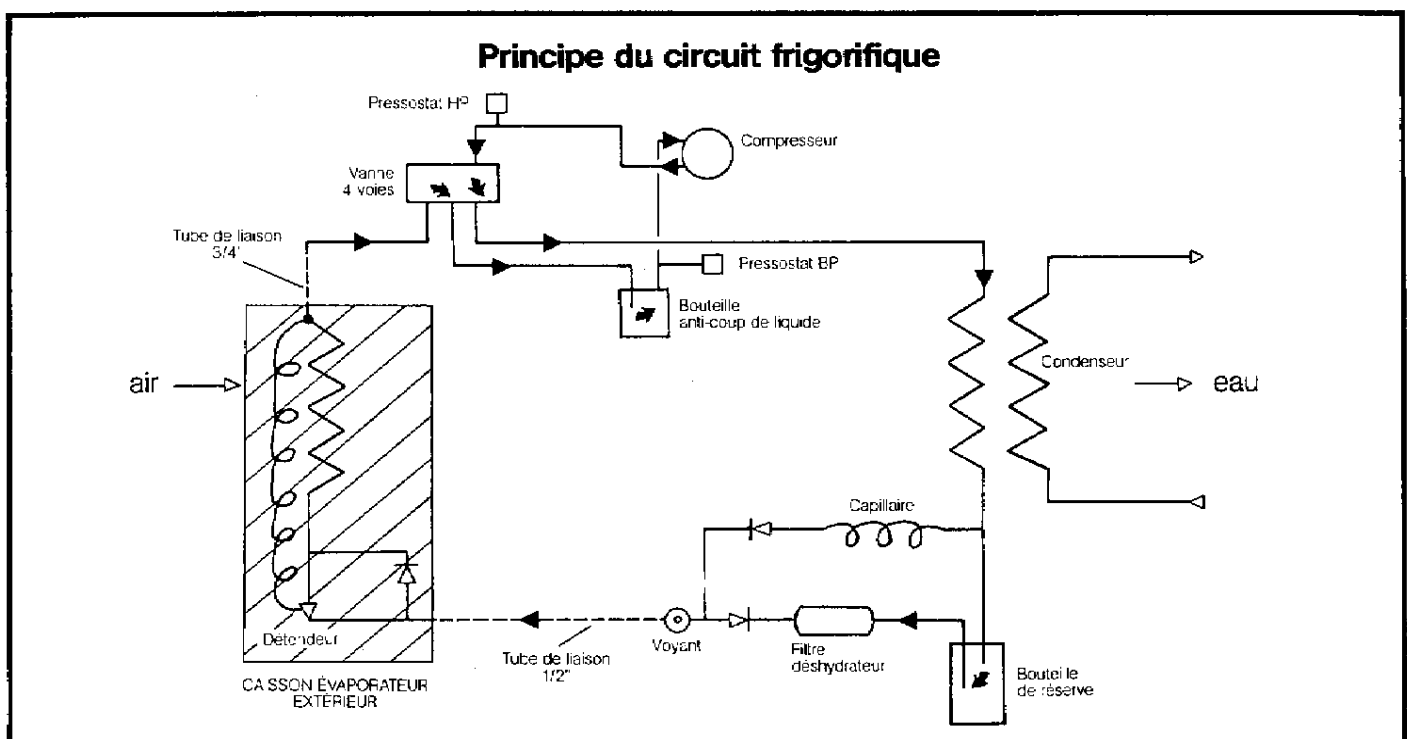 Principe du circuit frigorifique
Pressostat HP
Compresseur
Vanne
4 voies
Tube de liaison
3/4"
Pressostat BP
Bouteille
anti-coup de liquide
air
Condenseur
eau
Capillaire
Détendeur
Tube de liaison
1/2"
Voyant
Filtre
déshydrateur
Bouteille
de réserve
CAISSON ÉVAPORATEUR
EXTÉRIEUR